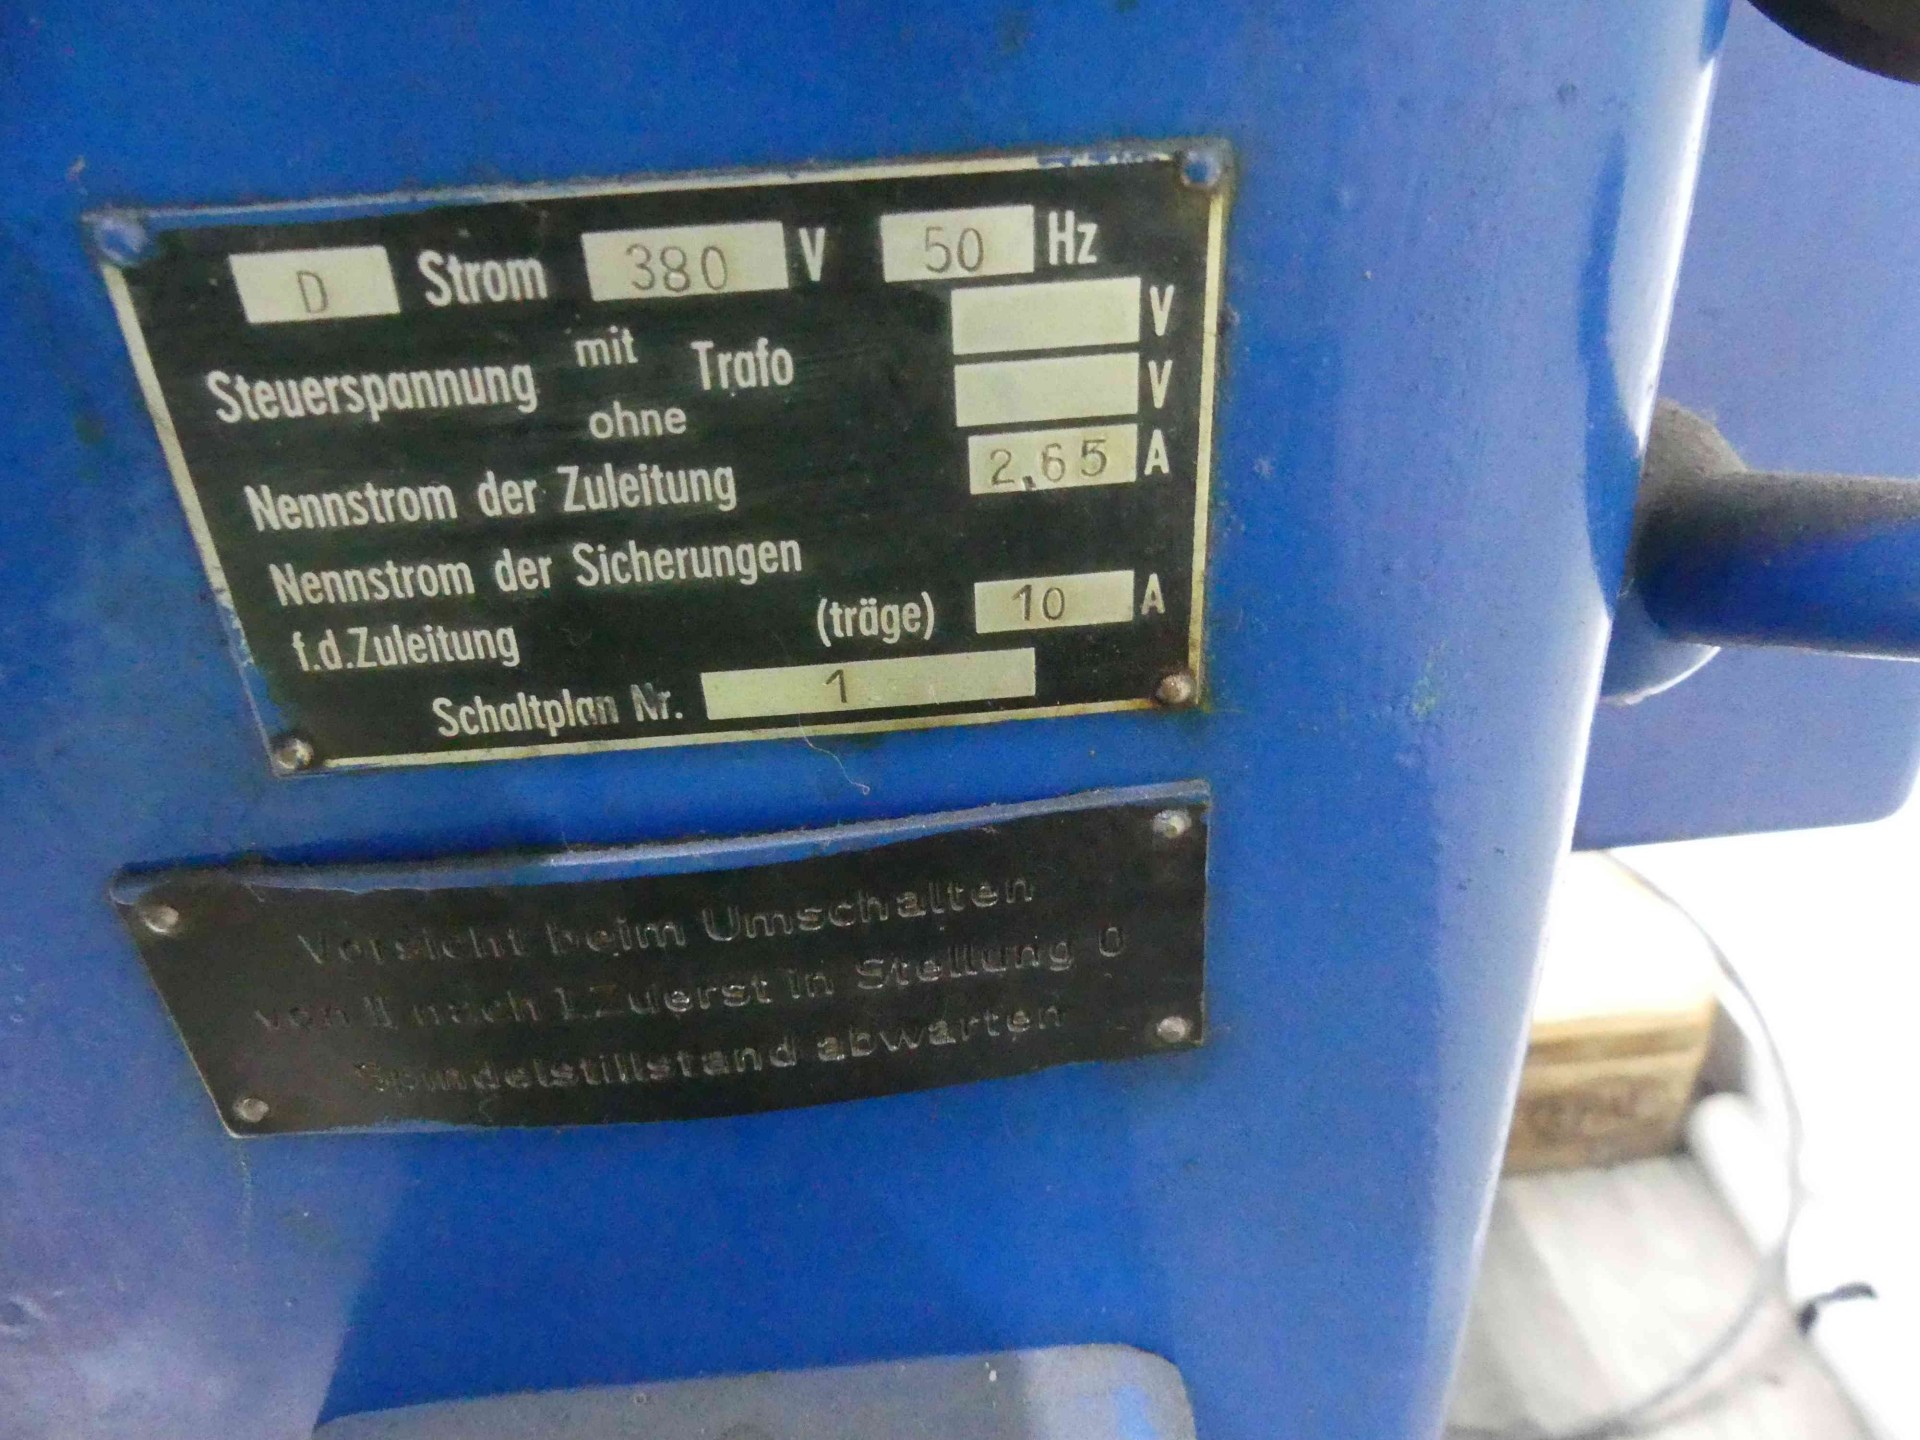 D Strom 380 V 50 Hz
mit V
Steuerspannung Trafo
ohne V
Nennstrom der Zuleitung 2,65 A
Nennstrom der Sicherungen
f.d.Zuleitung (träge) 10 A
Schaltplan Nr. 1
Vorsicht beim Umschalten
von II nach I.Zuerst in Stellung 0
Spindelstillstand abwarten